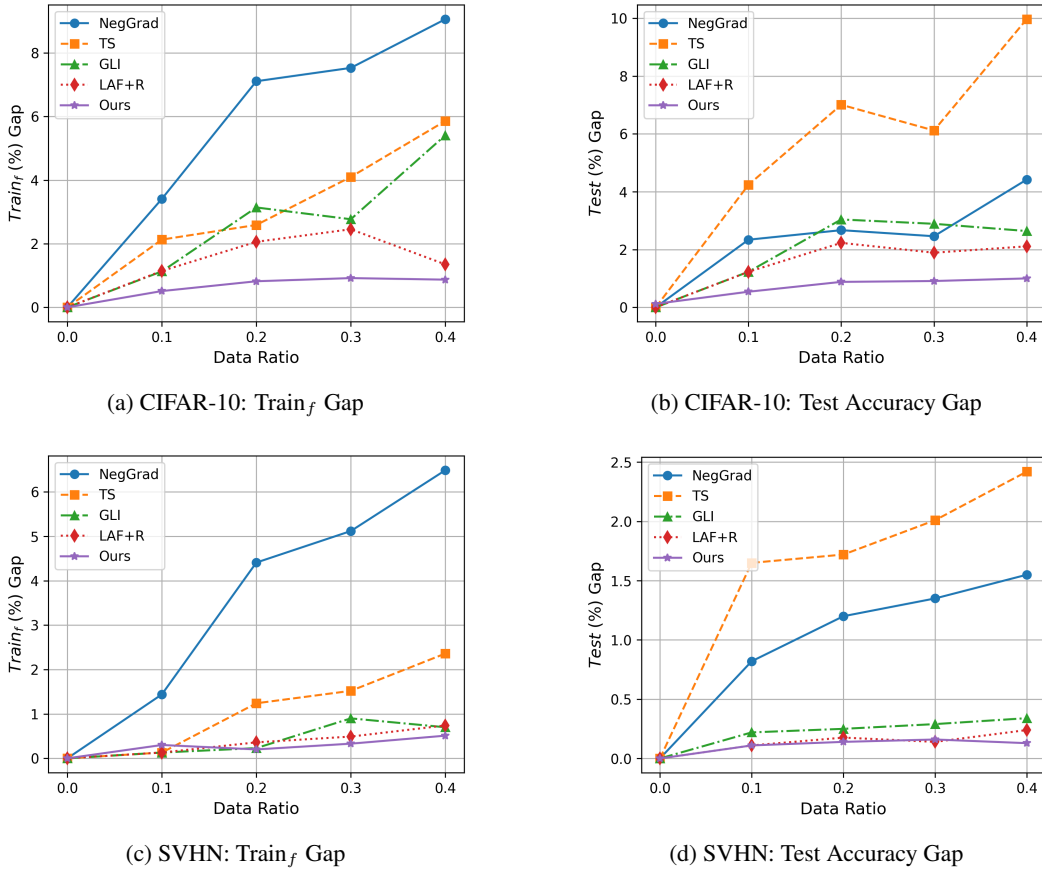 NegGrad
TS
GLI
LAF+R
Ours
Train_f (%) Gap
8
6
4
2
0
0.0 0.1 0.2 0.3 0.4
Data Ratio
(a) CIFAR-10: Train_f Gap
NegGrad
TS
GLI
LAF+R
Ours
Test (%) Gap
10
8
6
4
2
0
0.0 0.1 0.2 0.3 0.4
Data Ratio
(b) CIFAR-10: Test Accuracy Gap
NegGrad
TS
GLI
LAF+R
Ours
Train_f (%) Gap
6
5
4
3
2
1
0
0.0 0.1 0.2 0.3 0.4
Data Ratio
(c) SVHN: Train_f Gap
NegGrad
TS
GLI
LAF+R
Ours
Test (%) Gap
2.5
2.0
1.5
1.0
0.5
0.0
0.0 0.1 0.2 0.3 0.4
Data Ratio
(d) SVHN: Test Accuracy Gap